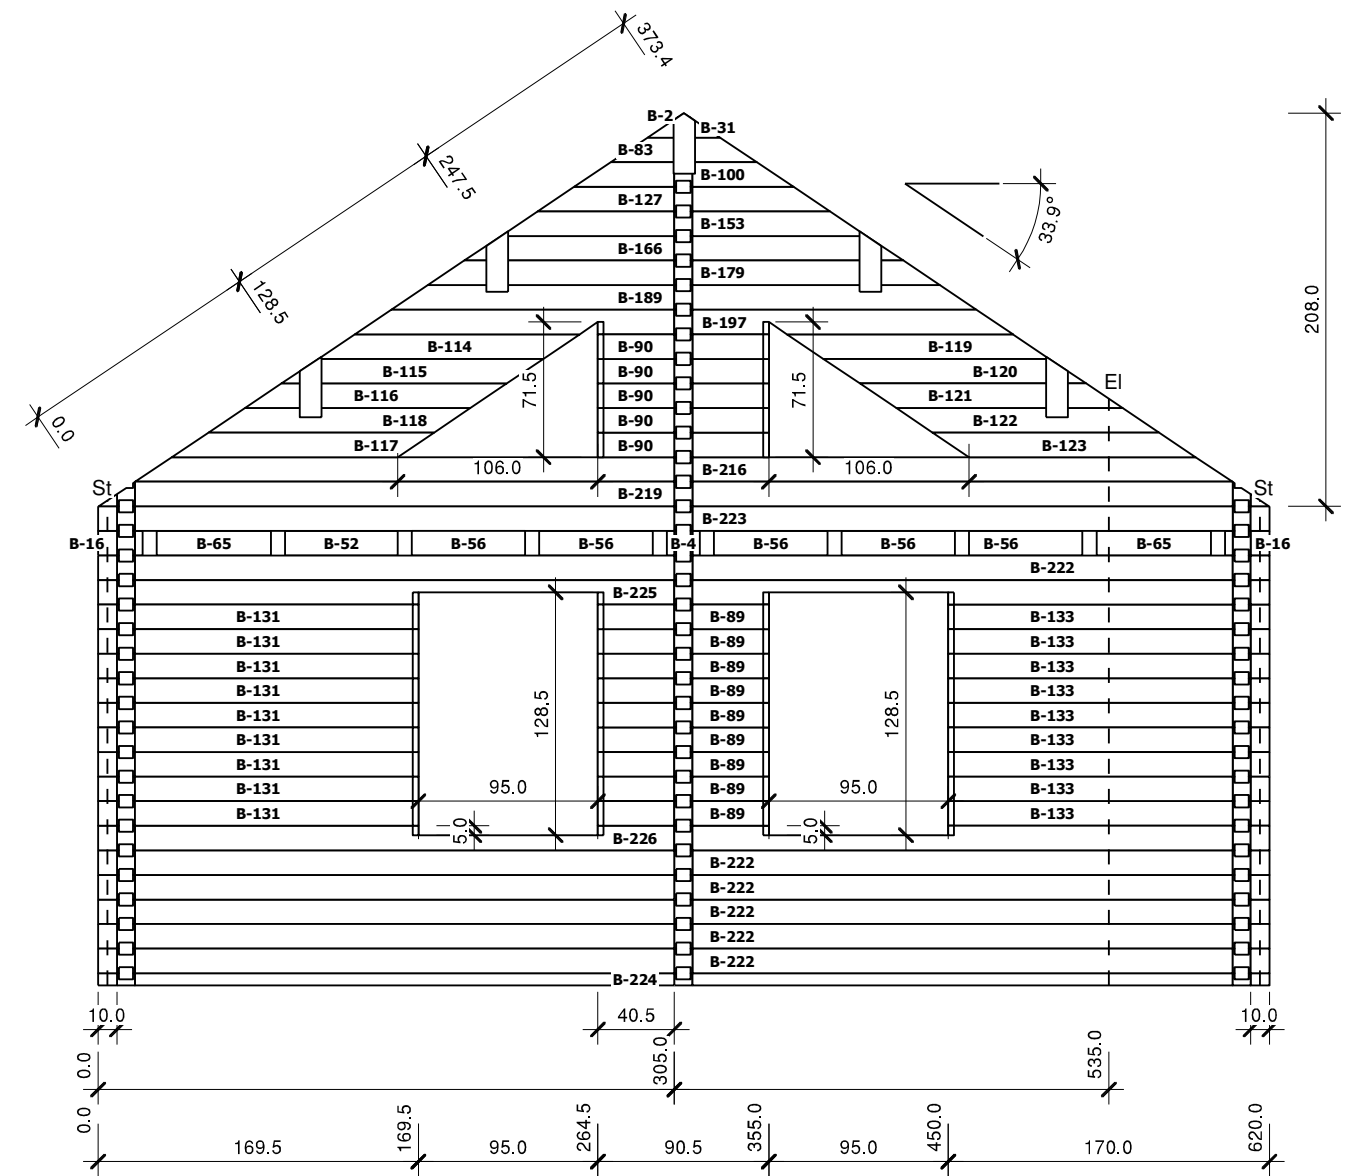 373.4
B-2
B-31
B-83
247.5
B-100
B-127
B-153
33.9°
B-166
B-179
128.5
B-189
208.0
B-197
B-114
B-90
B-119
B-115
B-90
B-120
El
71.5
71.5
B-116
B-90
B-121
0.0
B-118
B-90
B-122
B-117
B-90
B-123
106.0
B-216
106.0
St
B-219
St
B-223
B-16
B-65
B-52
B-56
B-56
B-4
B-56
B-56
B-56
B-65
B-16
B-222
B-225
B-131
B-89
B-133
B-131
B-89
B-133
B-131
B-89
B-133
B-131
B-89
B-133
128.5
128.5
B-131
B-89
B-133
B-131
B-89
B-133
B-131
B-89
B-133
95.0
95.0
B-131
B-89
B-133
B-131
B-89
B-133
5.0
5.0
B-226
B-222
B-222
B-222
B-222
B-222
B-224
10.0
40.5
10.0
0.0
305.0
535.0
0.0
169.5
264.5
355.0
450.0
620.0
169.5
95.0
90.5
95.0
170.0